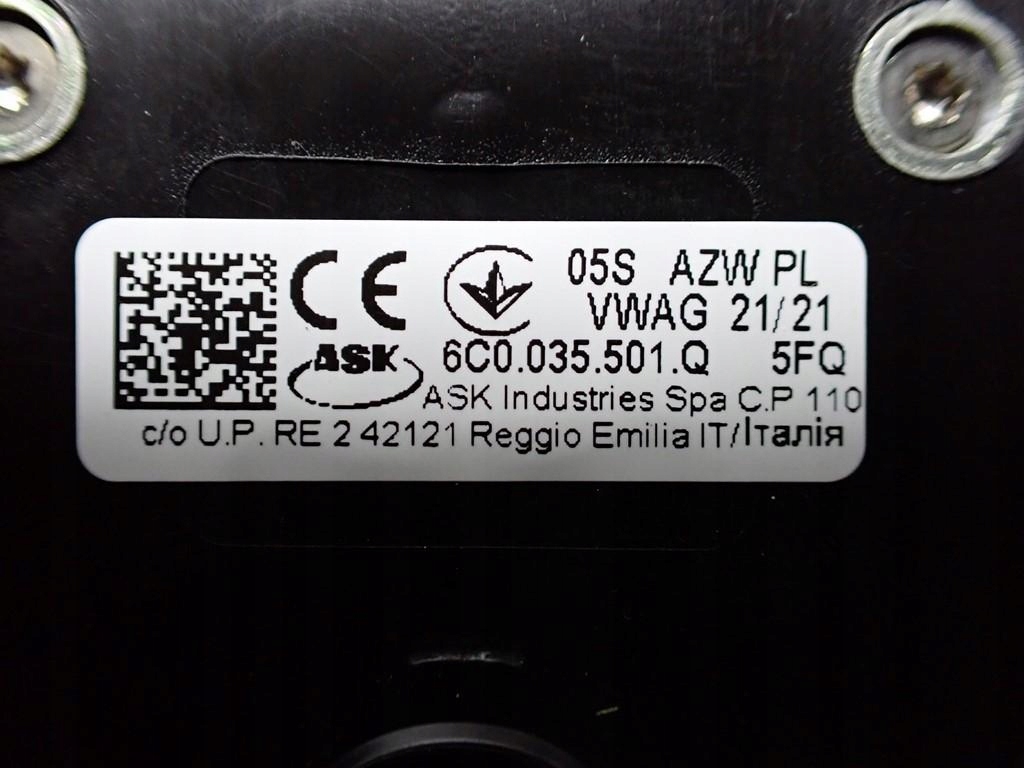 CE 05S AZW PL
VWAG 21/21
ASK 6C0.035.501.Q 5FQ
ASK Industries Spa C.P 110
c/o U.P. RE 2 42121 Reggio Emilia IT/Італія